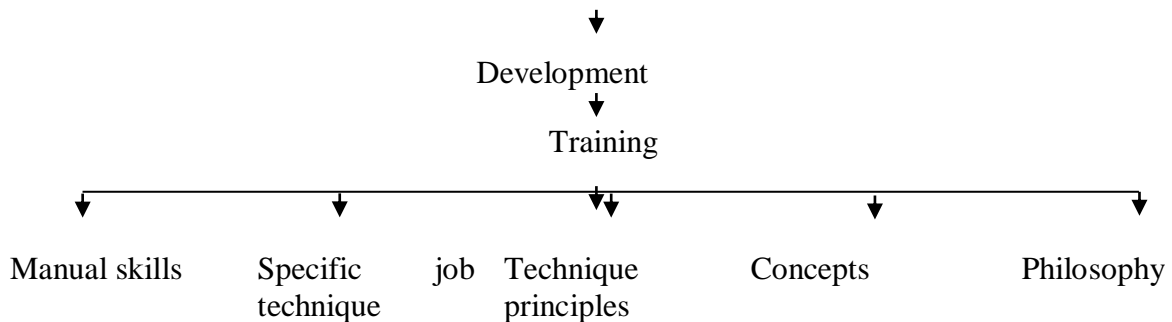 Development
Training
Manual skills Specific job Technique Concepts Philosophy
technique principles